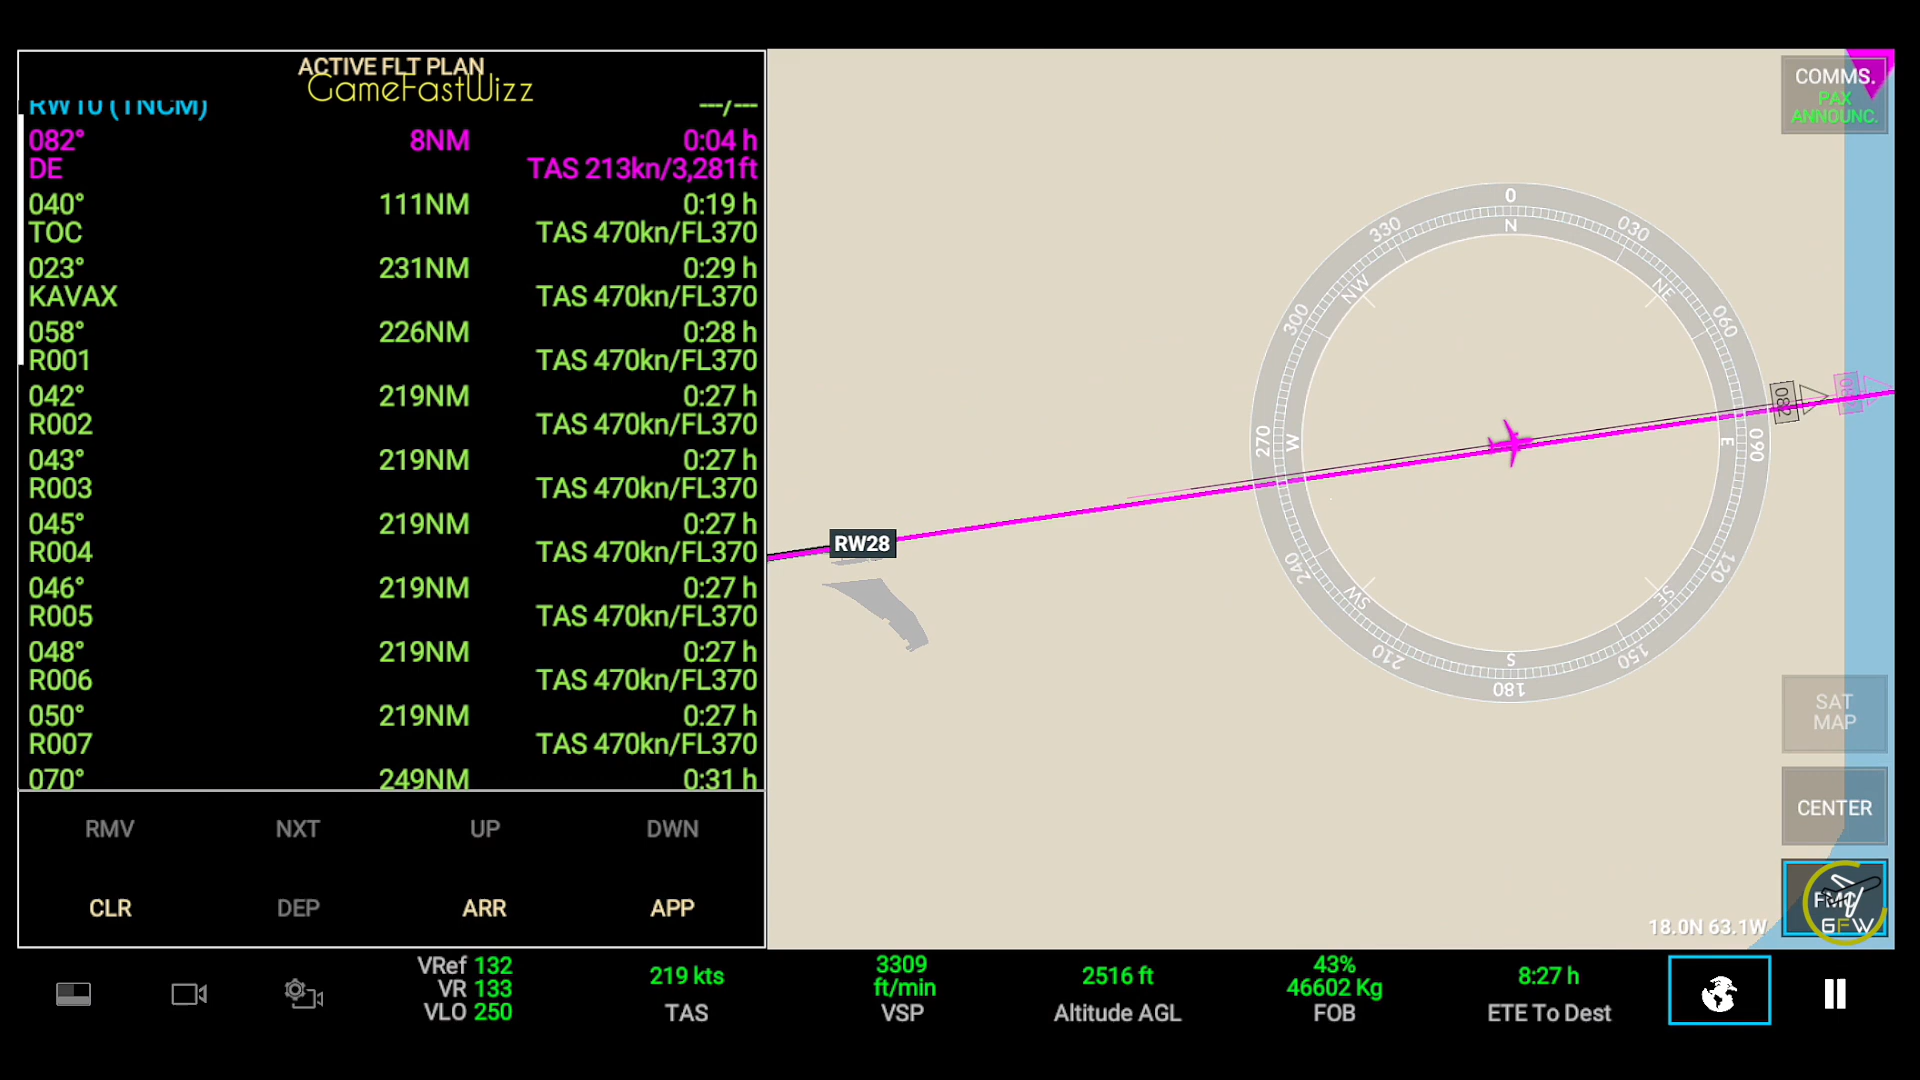 ACTIVE FLT PLAN
GameFastWizz
RW10 (TNCM) ---/---
082° 8NM 0:04 h
DE TAS 213kn/3,281ft
040° 111NM 0:19 h
TOC TAS 470kn/FL370
023° 231NM 0:29 h
KAVAX TAS 470kn/FL370
058° 226NM 0:28 h
R001 TAS 470kn/FL370
042° 219NM 0:27 h
R002 TAS 470kn/FL370
043° 219NM 0:27 h
R003 TAS 470kn/FL370
045° 219NM 0:27 h
R004 TAS 470kn/FL370
046° 219NM 0:27 h
R005 TAS 470kn/FL370
048° 219NM 0:27 h
R006 TAS 470kn/FL370
050° 219NM 0:27 h
R007 TAS 470kn/FL370
070° 249NM 0:31 h
RMV NXT UP DWN
CLR DEP ARR APP
COMMS.
PAX
ANNOUNC.
0
N
030
NE
060
E
090
120
SE
150
S
180
210
SW
240
W
270
300
NW
330
082
RW28
SAT
MAP
CENTER
FMC
GFW
18.0N 63.1W
VRef 132
VR 133
VLO 250
219 kts
TAS
3309
ft/min
VSP
2516 ft
Altitude AGL
43%
46602 Kg
FOB
8:27 h
ETE To Dest